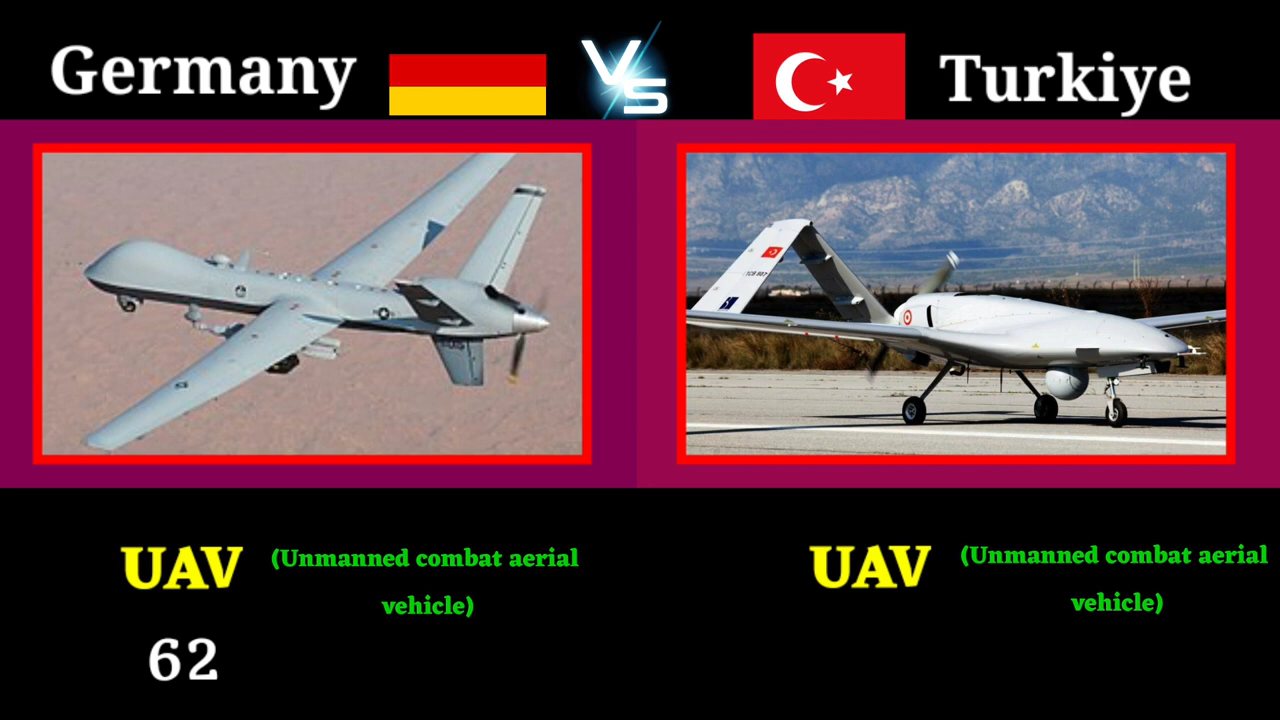 Germany
VS
Turkiye
UAV
(Unmanned combat aerial
vehicle)
62
UAV
(Unmanned combat aerial
vehicle)